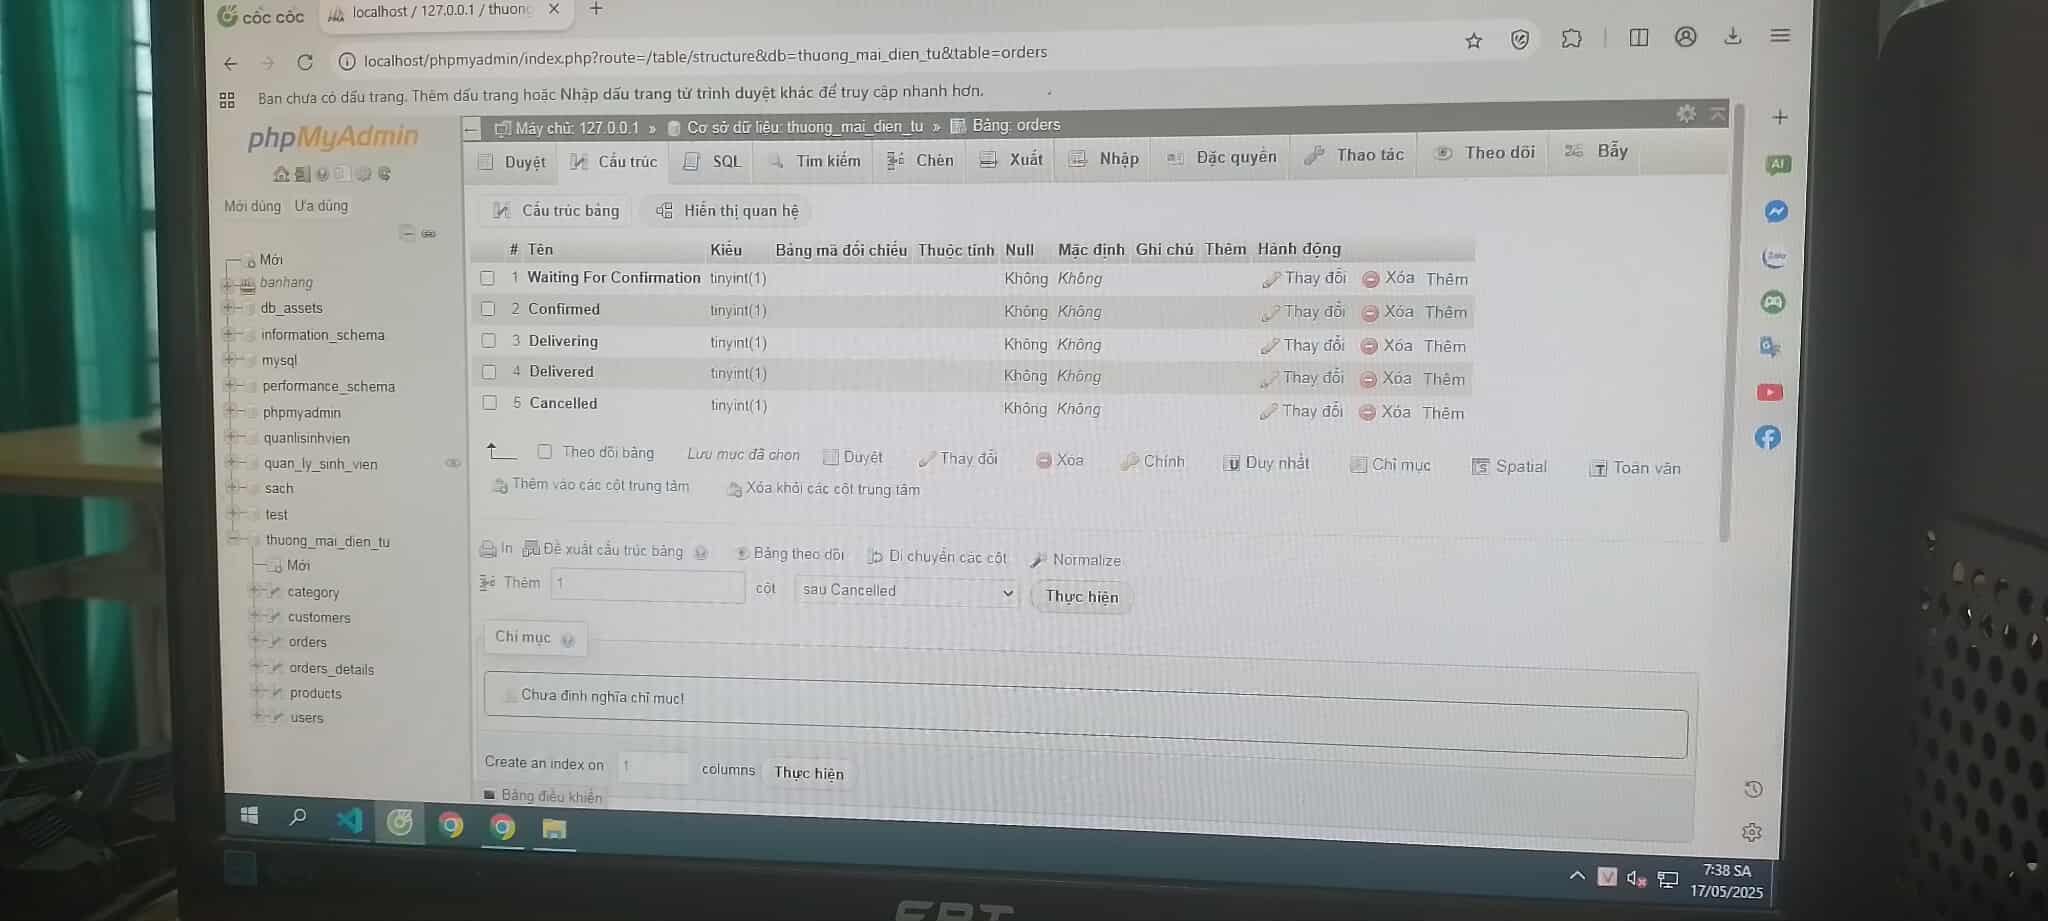 cốc cốc
localhost / 127.0.0.1 / thuong
localhost/phpmyadmin/index.php?route=/table/structure&db=thuong_mai_dien_tu&table=orders
Bạn chưa có dấu trang. Thêm dấu trang hoặc Nhập dấu trang từ trình duyệt khác để truy cập nhanh hơn.
phpMyAdmin
Mới dùng Ưa dùng
Mới
banhang
db_assets
information_schema
mysql
performance_schema
phpmyadmin
quanlisinhvien
quan_ly_sinh_vien
sach
test
thuong_mai_dien_tu
Mới
category
customers
orders
orders_details
products
users
Máy chủ: 127.0.0.1 » Cơ sở dữ liệu: thuong_mai_dien_tu » Bảng: orders
Duyệt Cấu trúc SQL Tìm kiếm Chèn Xuất Nhập Đặc quyền Thao tác Theo dõi Bẫy
Cấu trúc bảng Hiển thị quan hệ
# Tên Kiểu Bảng mã đối chiếu Thuộc tính Null Mặc định Ghi chú Thêm Hành động
1 Waiting For Confirmation tinyint(1) Không Không Thay đổi Xóa Thêm
2 Confirmed tinyint(1) Không Không Thay đổi Xóa Thêm
3 Delivering tinyint(1) Không Không Thay đổi Xóa Thêm
4 Delivered tinyint(1) Không Không Thay đổi Xóa Thêm
5 Cancelled tinyint(1) Không Không Thay đổi Xóa Thêm
Theo dõi bảng Lưu mục đã chọn Duyệt Thay đổi Xóa Chính Duy nhất Chỉ mục Spatial Toàn văn
Thêm vào các cột trung tâm Xóa khỏi các cột trung tâm
In Đề xuất cấu trúc bảng Bảng theo dõi Di chuyển các cột Normalize
Thêm 1 cột sau Cancelled Thực hiện
Chỉ mục
Chưa định nghĩa chỉ mục!
Create an index on 1 columns Thực hiện
Bảng điều khiển
AI
Zalo
7:38 SA
17/05/2025